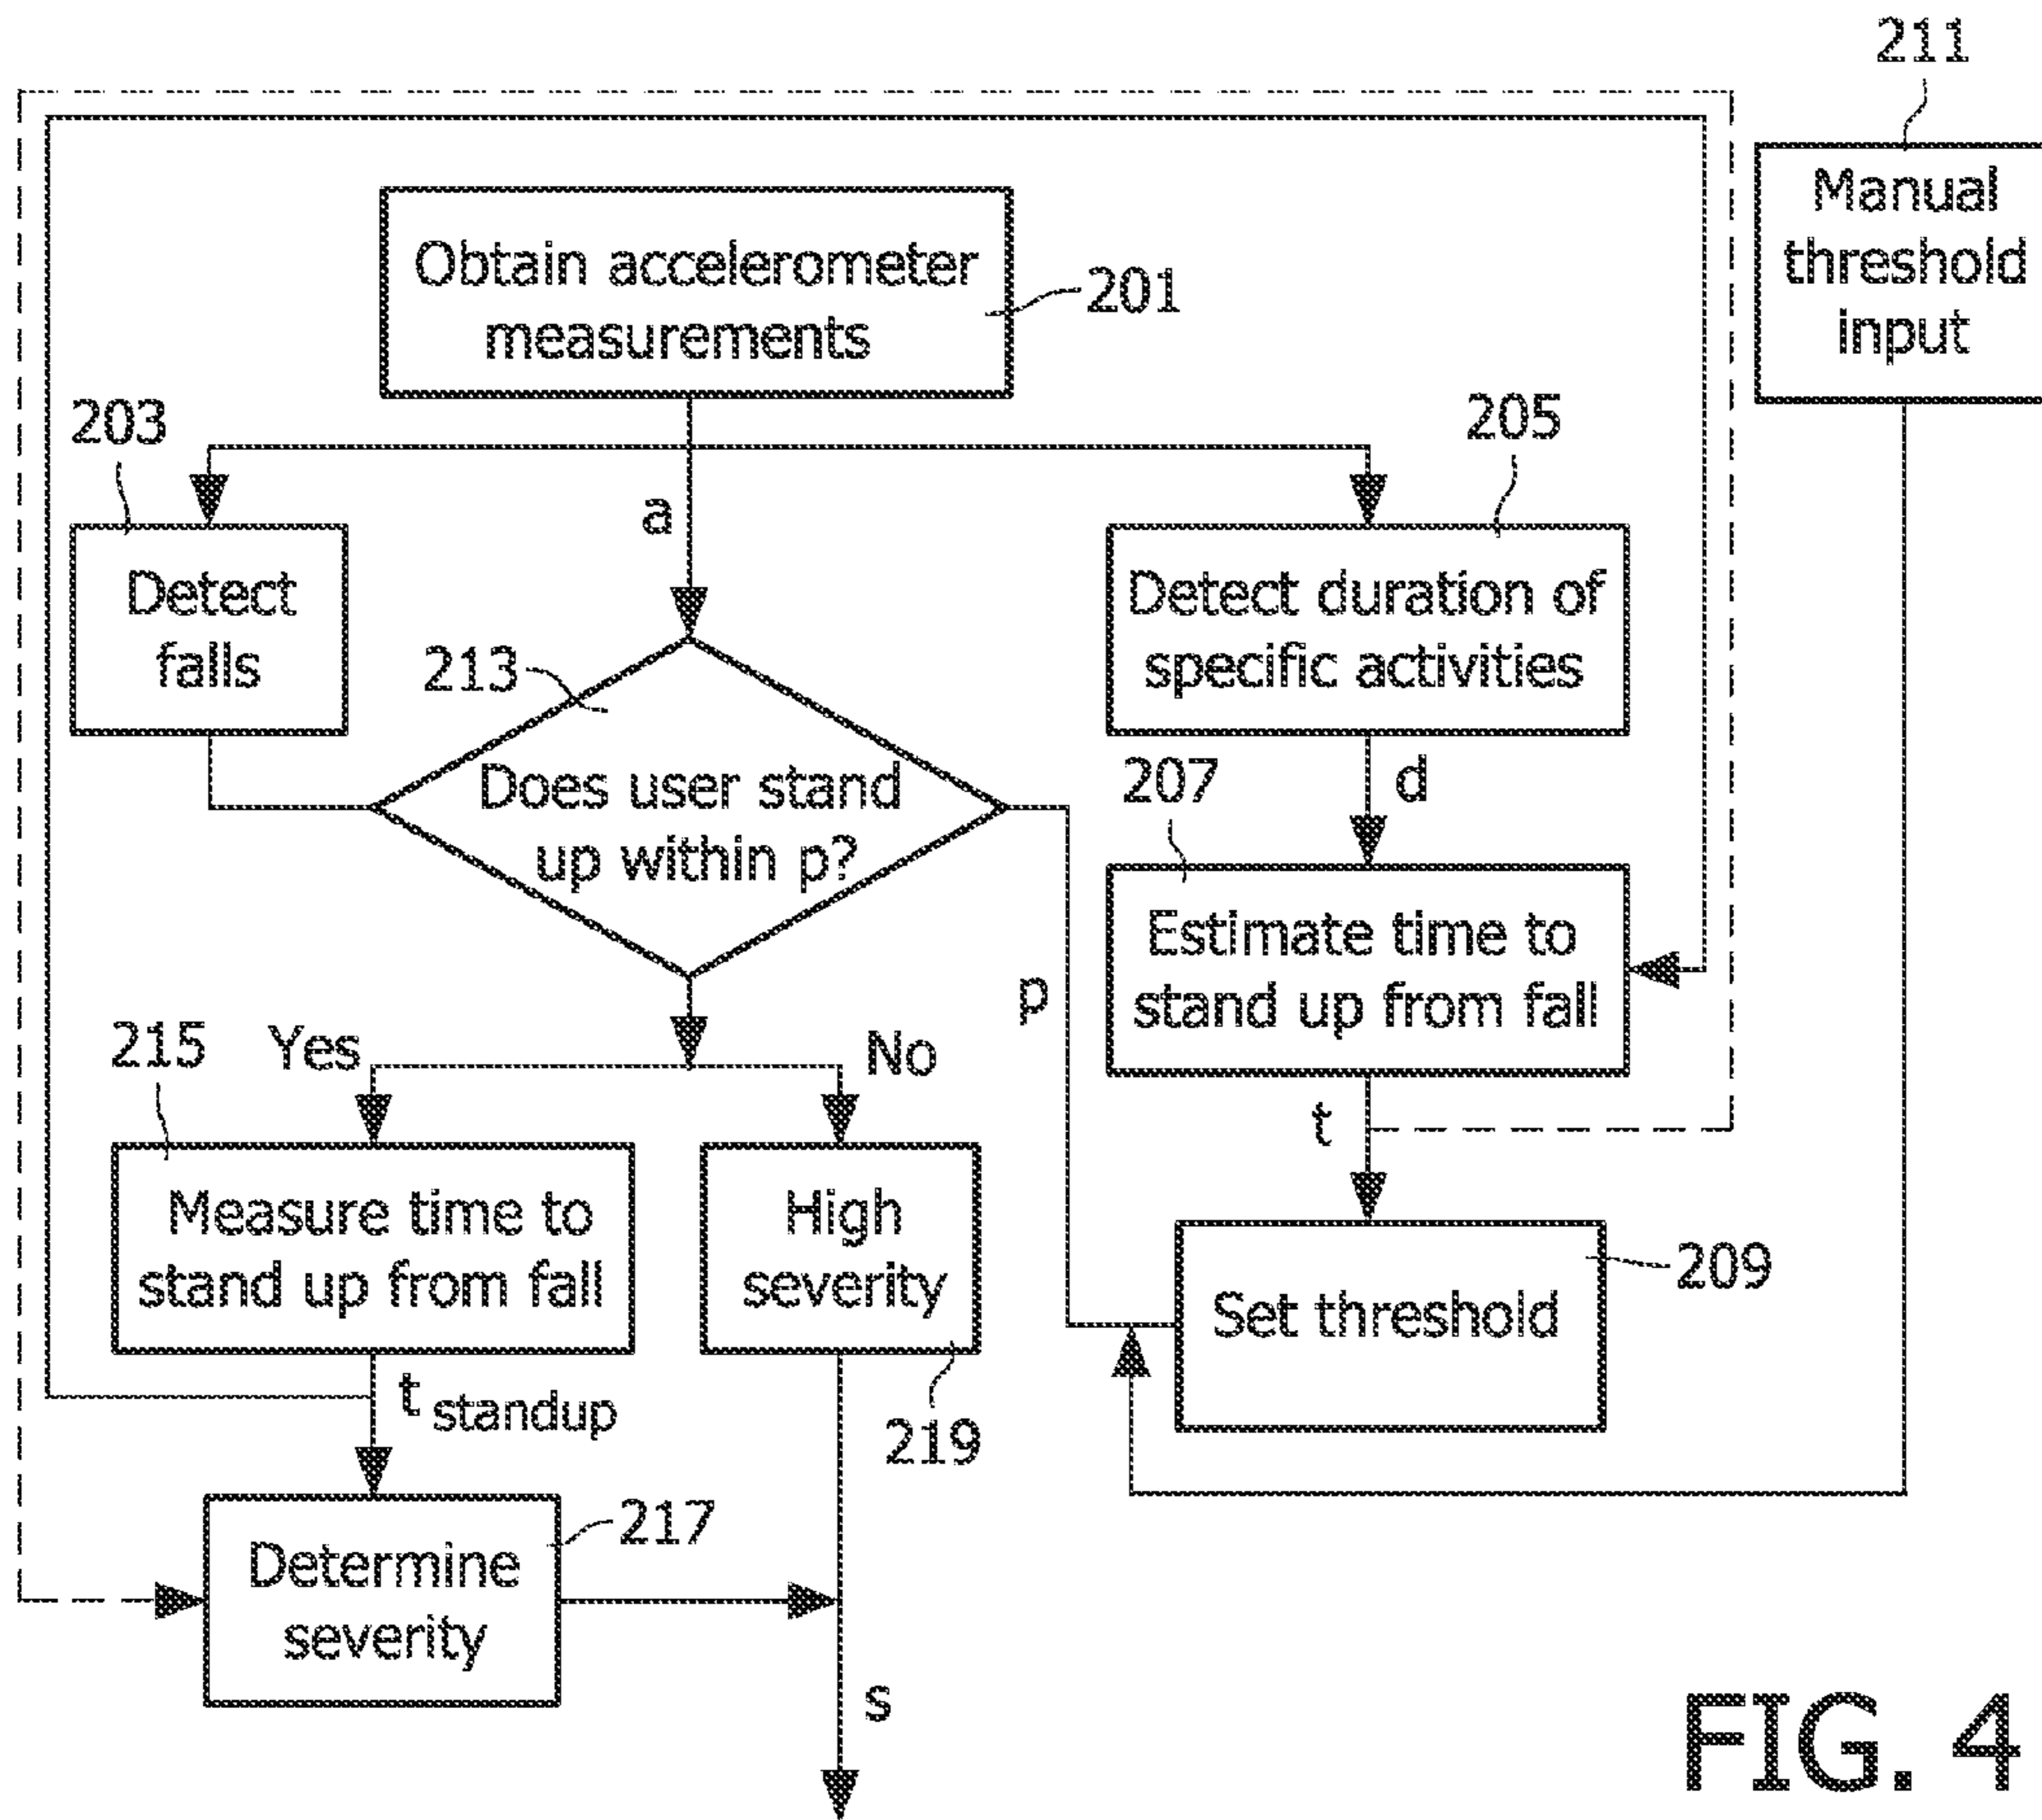 211
Manual
threshold
input
Obtain accelerometer
measurements
201
203
205
a
Detect
falls
Detect duration of
specific activities
213
Does user stand
up within p?
207
d
Estimate time to
stand up from fall
p
215
Yes
No
t
Measure time to
stand up from fall
High
severity
Set threshold
209
t standup
219
217
Determine
severity
s
FIG. 4